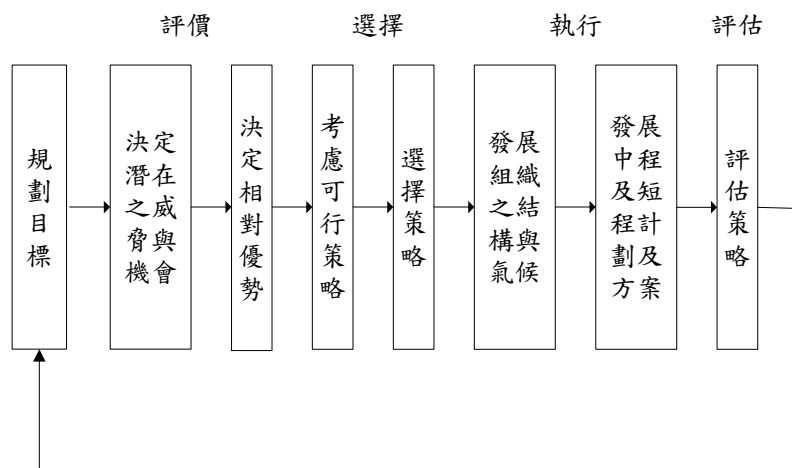 評價
選擇
執行
評估
規劃目標
決定潛在之威脅與機會
決定相對優勢
考慮可行策略
選擇策略
發展組織之結構與氣候
發展中程及短程計劃及方案
評估策略